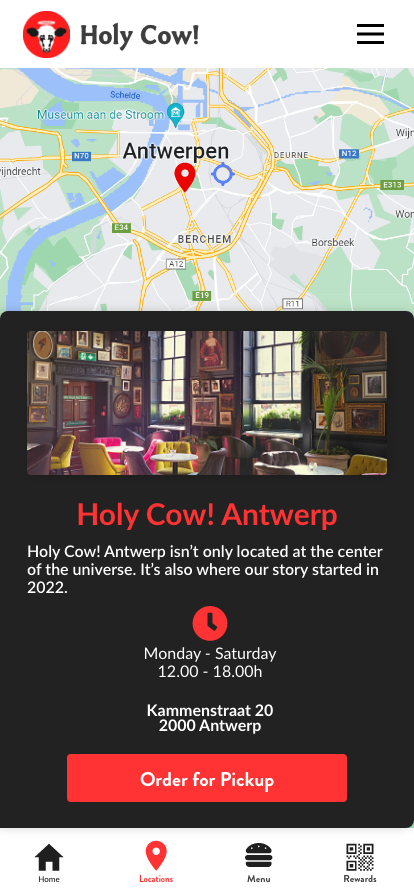 Holy Cow!
Schelde
Museum aan de Stroom
Antwerpen
N70
DEURNE
N12
E313
E34
BERCHEM
Borsbeek
A12
E19
R11
Holy Cow! Antwerp
Holy Cow! Antwerp isn’t only located at the center
of the universe. It’s also where our story started in
2022.
Monday - Saturday
12.00 - 18.00h
Kammenstraat 20
2000 Antwerp
Order for Pickup
Home
Locations
Menu
Rewards